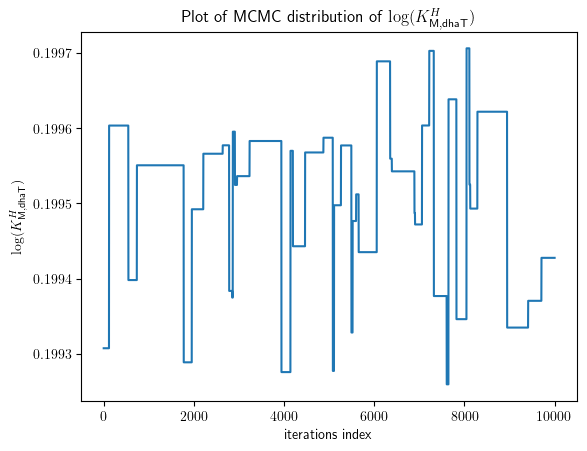 Plot of MCMC distribution of log(K^H_{M,dhaT})
log(K^H_{M,dhaT})
0.1997
0.1996
0.1995
0.1994
0.1993
0 2000 4000 6000 8000 10000
iterations index